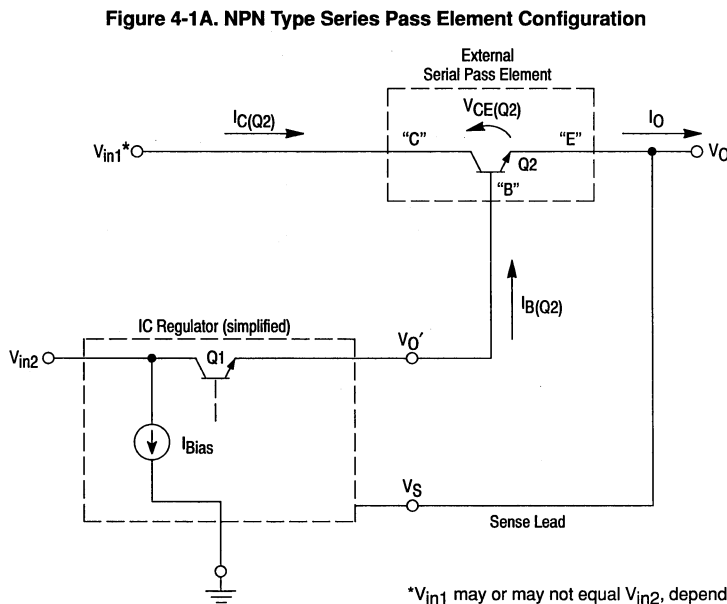 Figure 4-1A. NPN Type Series Pass Element Configuration
External
Serial Pass Element
IC(Q2)
VCE(Q2)
IO
Vin1*
“C”
“E”
VO
Q2
“B”
IB(Q2)
IC Regulator (simplified)
Vin2
Q1
VO′
IBias
VS
Sense Lead
*Vin1 may or may not equal Vin2, depend